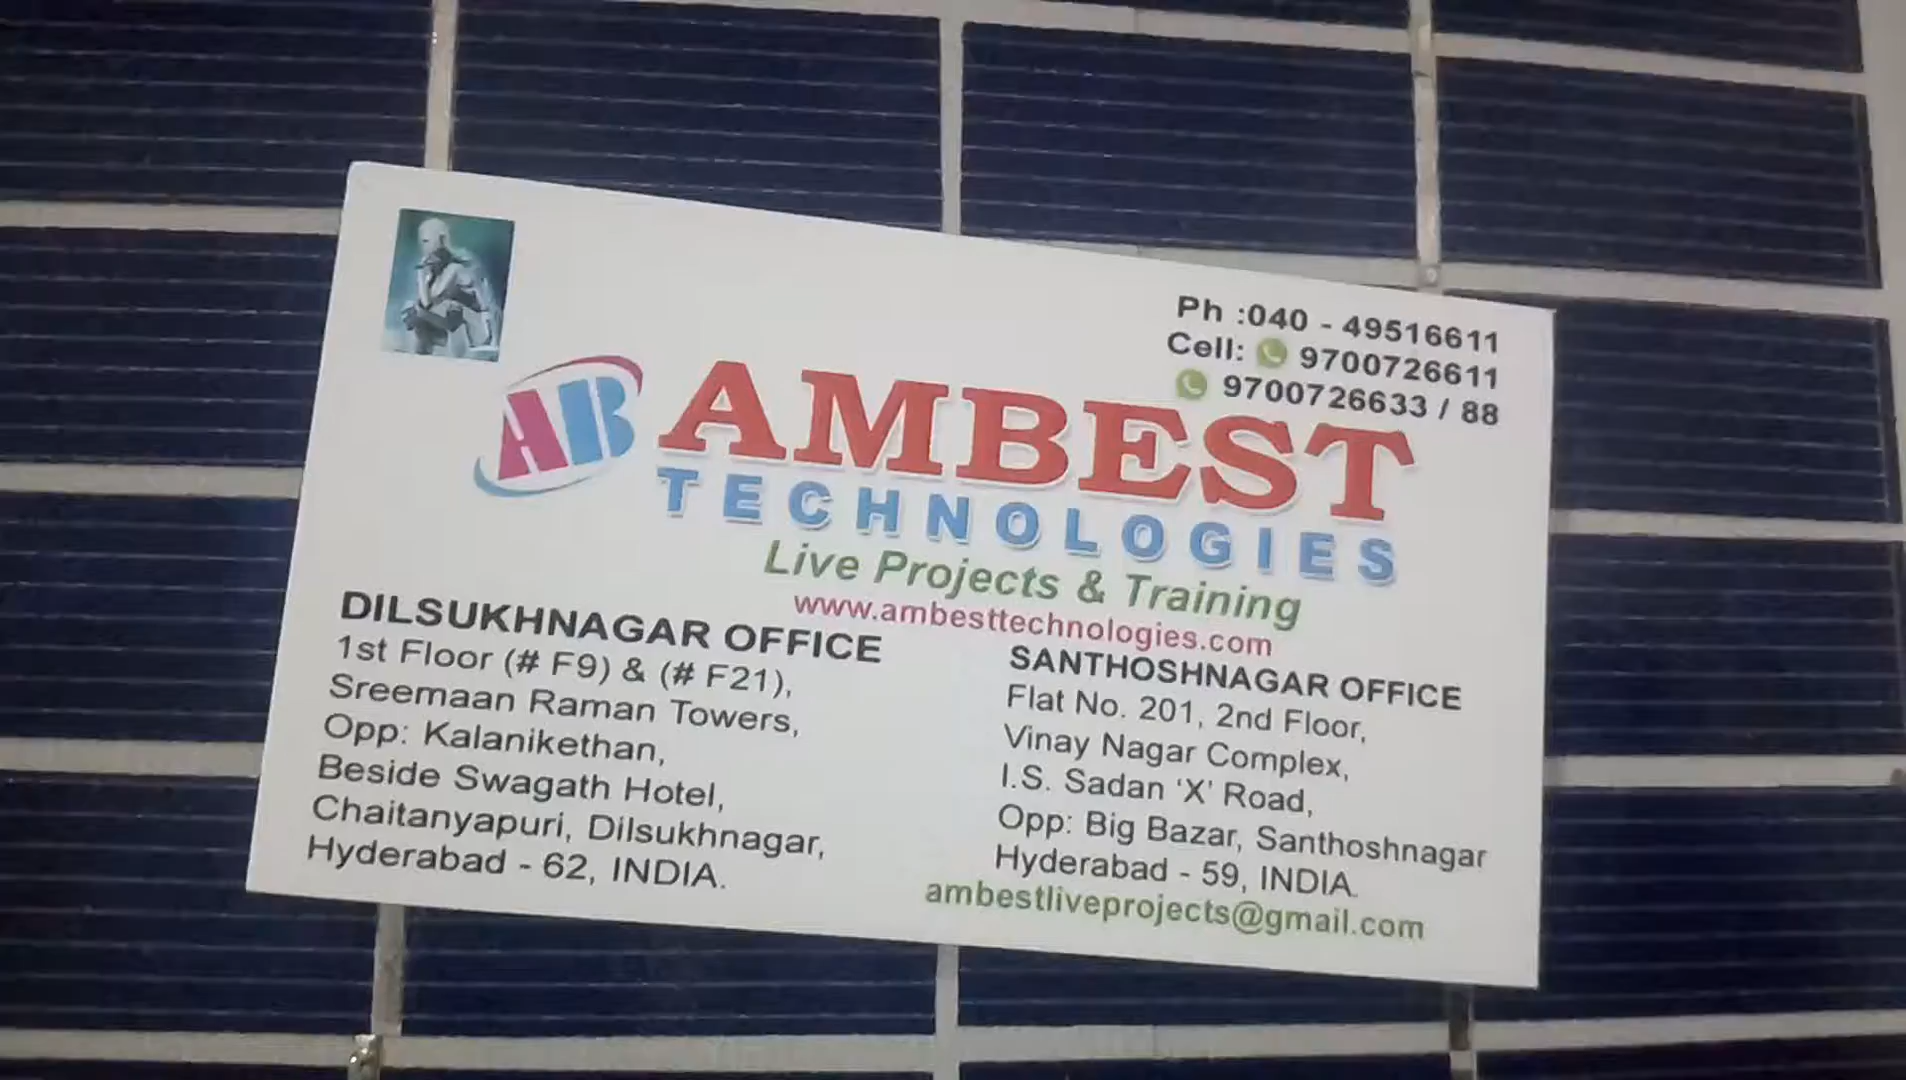 Ph :040 - 49516611
Cell: 9700726611
9700726633 / 88
AB AMBEST
TECHNOLOGIES
Live Projects & Training
www.ambesttechnologies.com
DILSUKHNAGAR OFFICE
1st Floor (# F9) & (# F21),
Sreemaan Raman Towers,
Opp: Kalanikethan,
Beside Swagath Hotel,
Chaitanyapuri, Dilsukhnagar,
Hyderabad - 62, INDIA.
SANTHOSHNAGAR OFFICE
Flat No. 201, 2nd Floor,
Vinay Nagar Complex,
I.S. Sadan ‘X’ Road,
Opp: Big Bazar, Santhoshnagar
Hyderabad - 59, INDIA.
ambestliveprojects@gmail.com